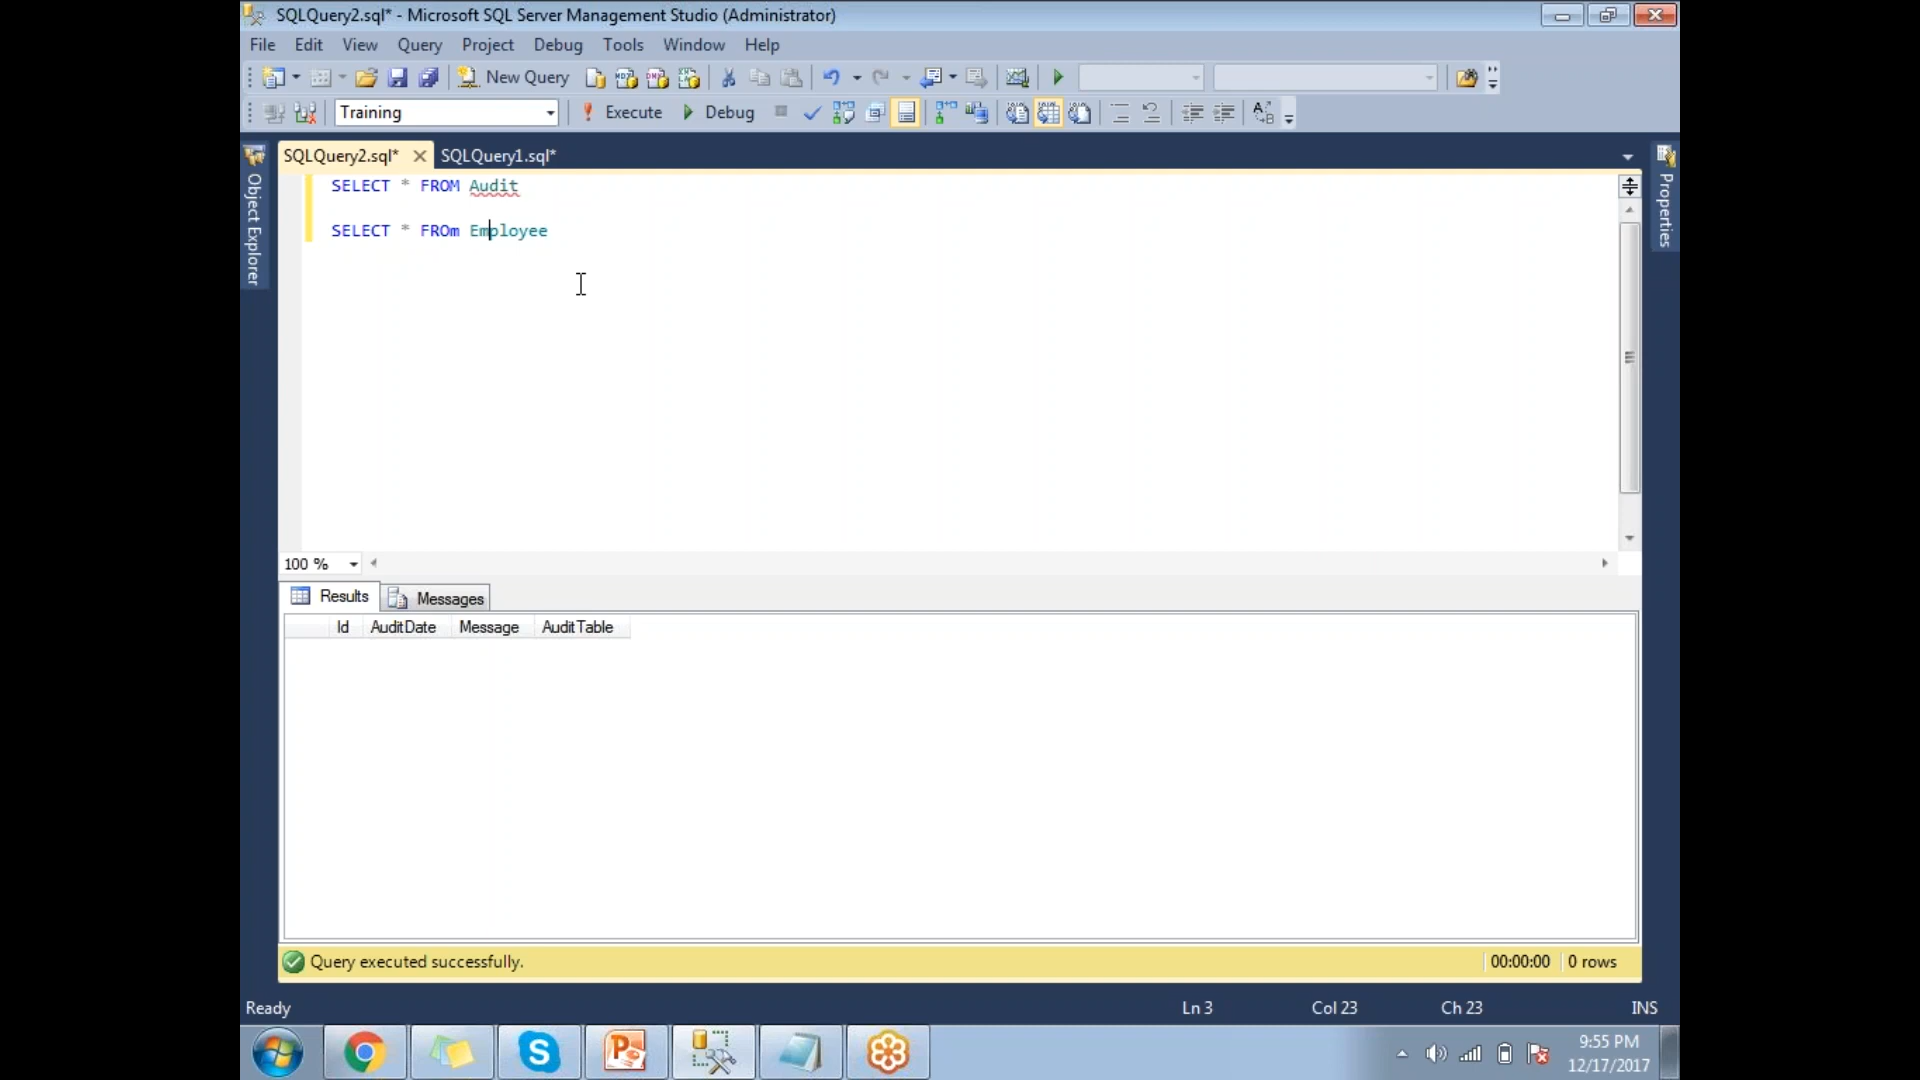 SQLQuery2.sql* - Microsoft SQL Server Management Studio (Administrator)
File Edit View Query Project Debug Tools Window Help
New Query
Training Execute Debug
SQLQuery2.sql* SQLQuery1.sql*
Object Explorer
Properties
SELECT * FROM Audit
SELECT * FROm Employee
100 %
Results Messages
Id AuditDate Message AuditTable
Query executed successfully. 00:00:00 0 rows
Ready Ln 3 Col 23 Ch 23 INS
9:55 PM
12/17/2017